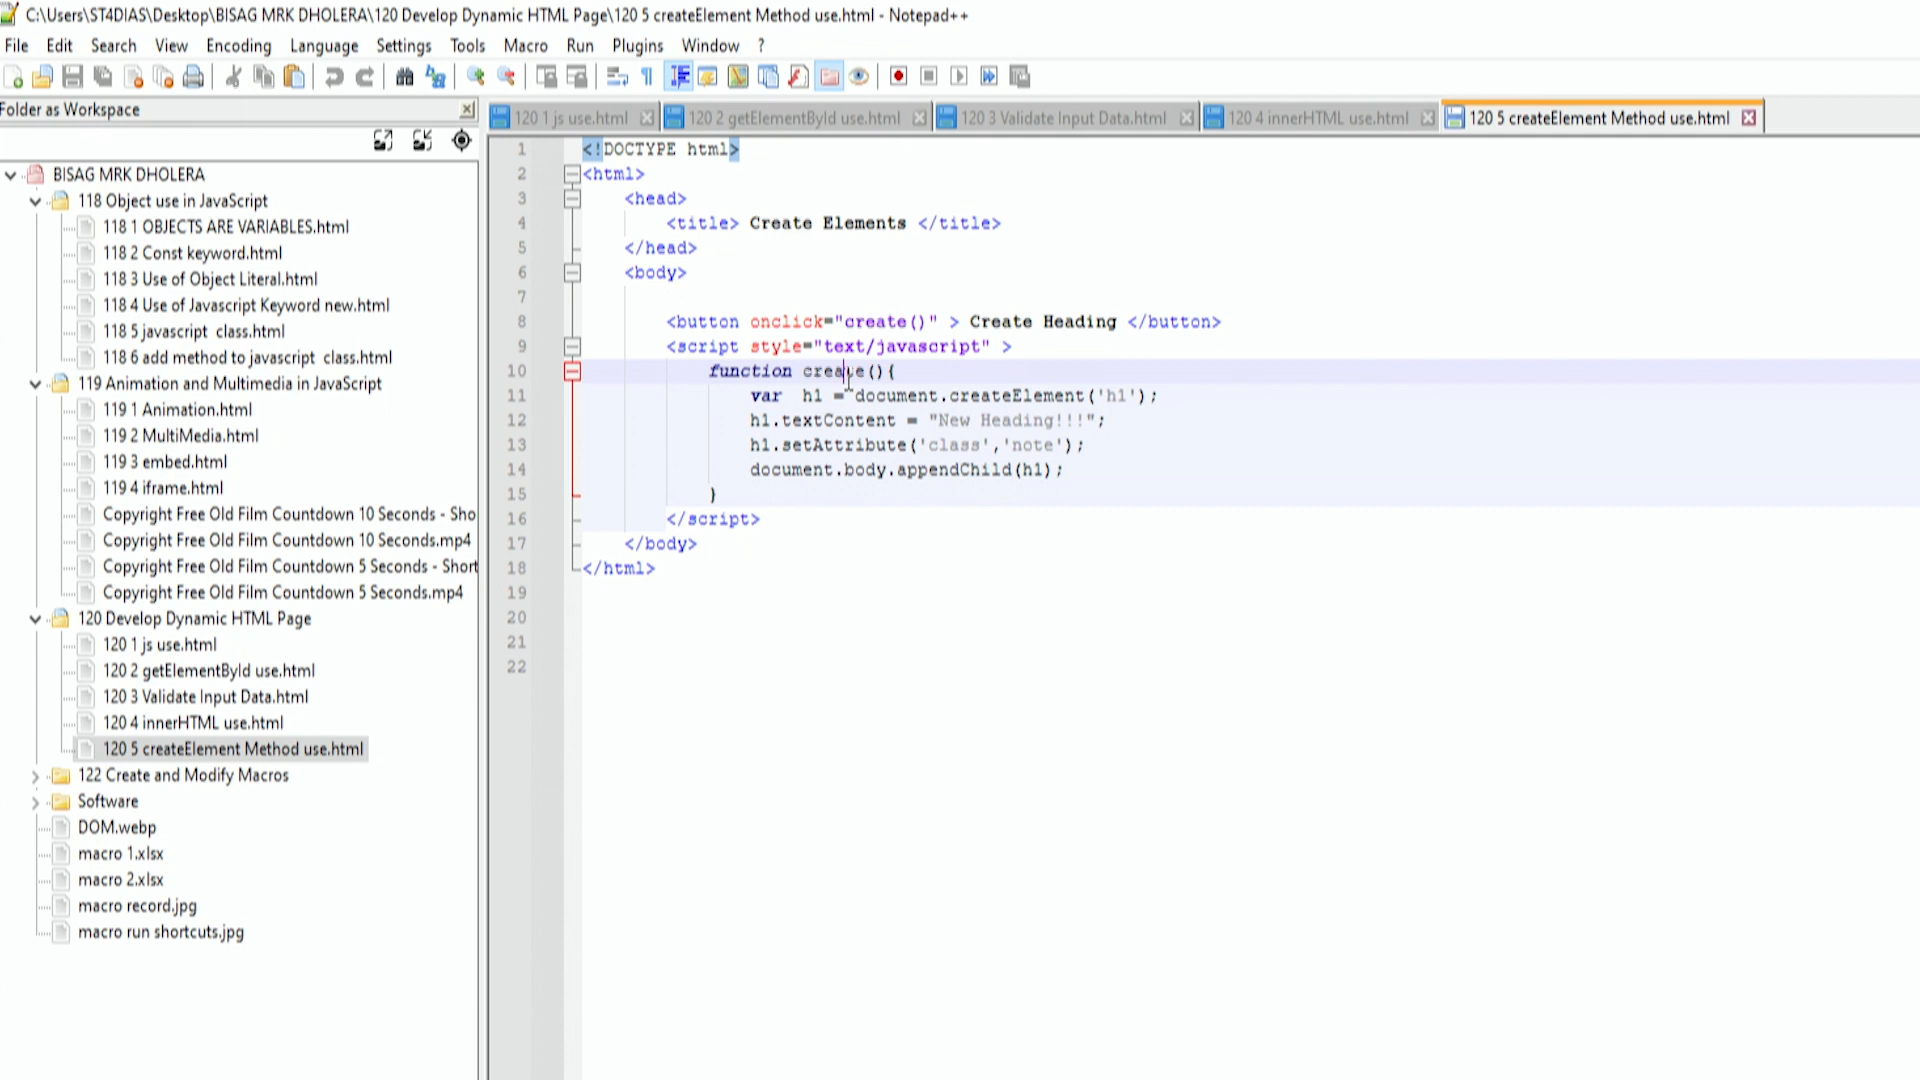 C:\Users\ST4DIAS\Desktop\BISAG MRK DHOLERA\120 Develop Dynamic HTML Page\120 5 createElement Method use.html - Notepad++
File Edit Search View Encoding Language Settings Tools Macro Run Plugins Window ?
Folder as Workspace
BISAG MRK DHOLERA
118 Object use in JavaScript
118 1 OBJECTS ARE VARIABLES.html
118 2 Const keyword.html
118 3 Use of Object Literal.html
118 4 Use of Javascript Keyword new.html
118 5 javascript  class.html
118 6 add method to javascript  class.html
119 Animation and Multimedia in JavaScript
119 1 Animation.html
119 2 MultiMedia.html
119 3 embed.html
119 4 iframe.html
Copyright Free Old Film Countdown 10 Seconds - Sho
Copyright Free Old Film Countdown 10 Seconds.mp4
Copyright Free Old Film Countdown 5 Seconds - Short
Copyright Free Old Film Countdown 5 Seconds.mp4
120 Develop Dynamic HTML Page
120 1 js use.html
120 2 getElementById use.html
120 3 Validate Input Data.html
120 4 innerHTML use.html
120 5 createElement Method use.html
122 Create and Modify Macros
Software
DOM.webp
macro 1.xlsx
macro 2.xlsx
macro record.jpg
macro run shortcuts.jpg
120 1 js use.html 120 2 getElementById use.html 120 3 Validate Input Data.html 120 4 innerHTML use.html 120 5 createElement Method use.html
1 <!DOCTYPE html>
2 <html>
3 <head>
4 <title> Create Elements </title>
5 </head>
6 <body>
7
8 <button onclick="create()" > Create Heading </button>
9 <script style="text/javascript" >
10 function create(){
11 var  h1 = document.createElement('h1');
12 h1.textContent = "New Heading!!!";
13 h1.setAttribute('class','note');
14 document.body.appendChild(h1);
15 }
16 </script>
17 </body>
18 </html>
19
20
21
22